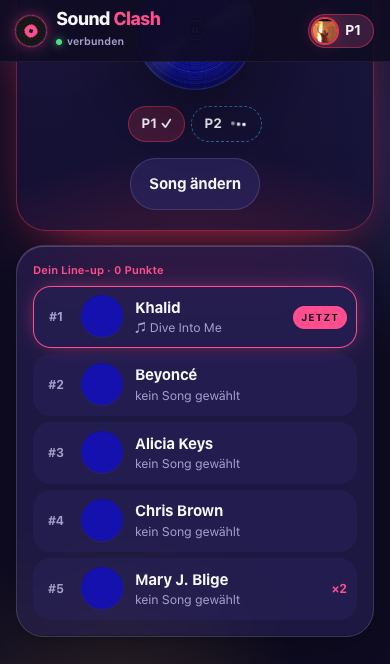 Sound Clash
verbunden
P1
P1 ✓
P2
Song ändern
Dein Line-up · 0 Punkte
#1
Khalid
🎵 Dive Into Me
JETZT
#2
Beyoncé
kein Song gewählt
#3
Alicia Keys
kein Song gewählt
#4
Chris Brown
kein Song gewählt
#5
Mary J. Blige
kein Song gewählt
×2